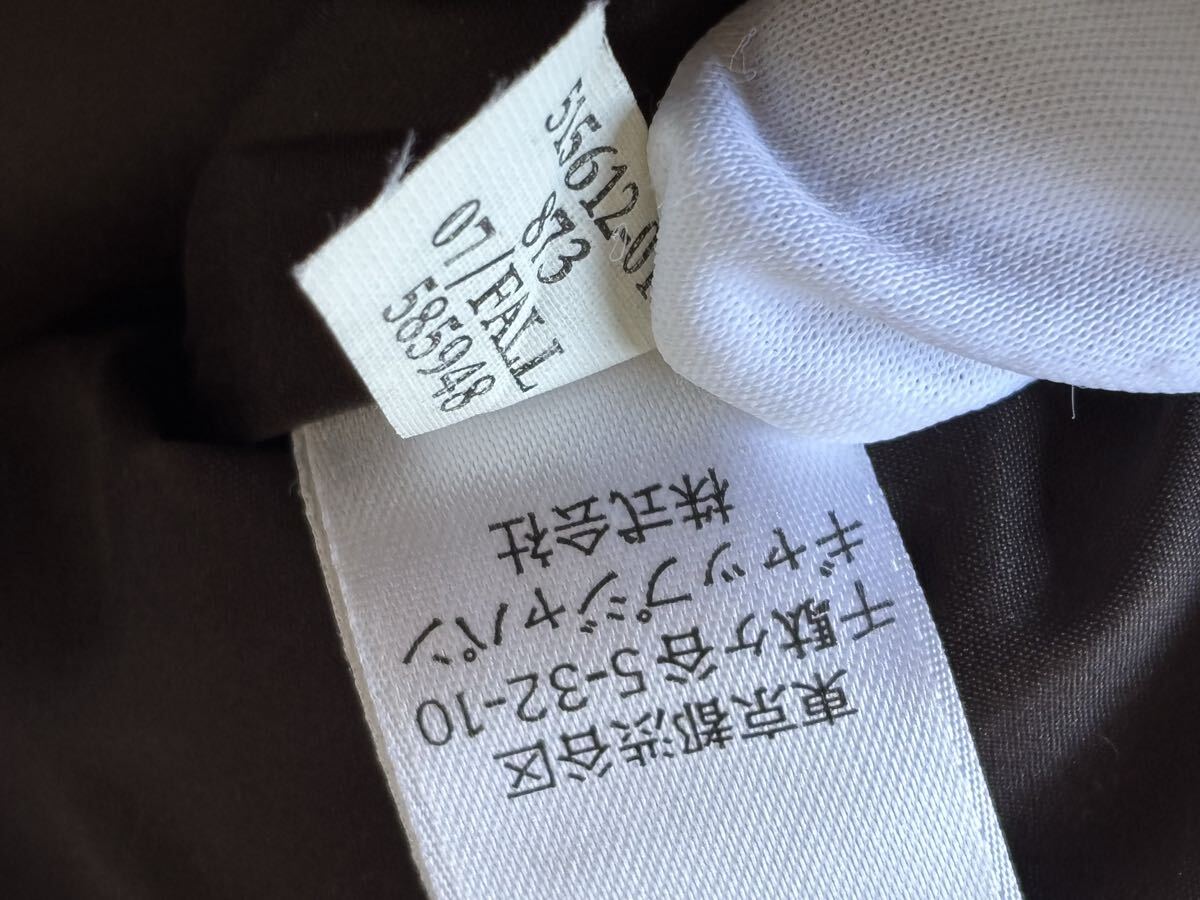 515612-01
873
07/FALL
585948
東京都渋谷区
千駄ヶ谷5-32-10
ギャップジャパン
株式会社